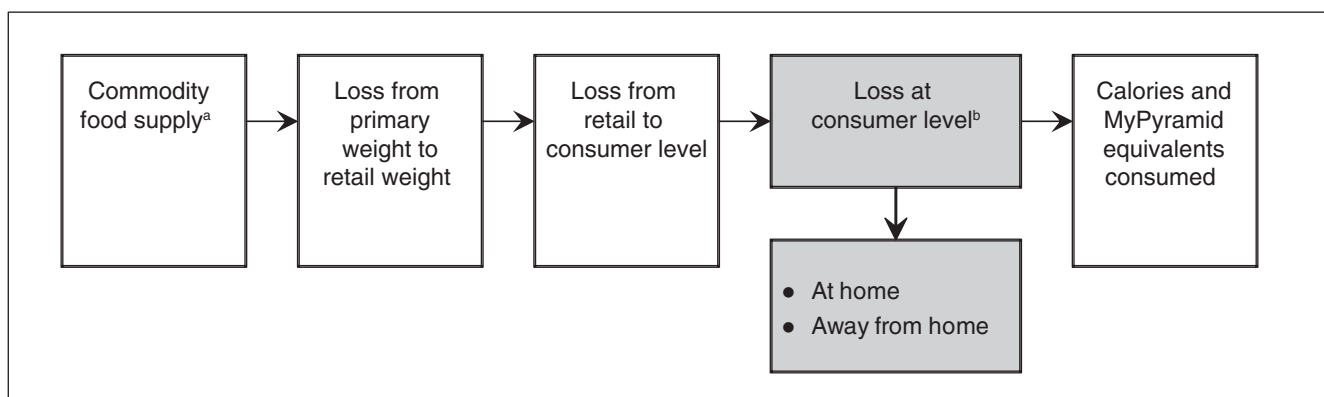 Commodity
food supplyᵃ
Loss from
primary
weight to
retail weight
Loss from
retail to
consumer level
Loss at
consumer levelᵇ
Calories and
MyPyramid
equivalents
consumed
● At home
● Away from home